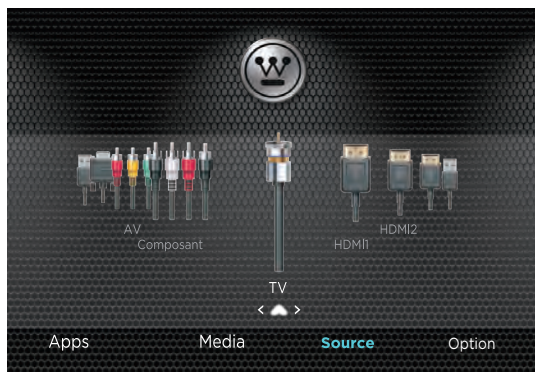 AV
Composant
HDMI1
HDMI2
TV
< >
Apps Media Source Option